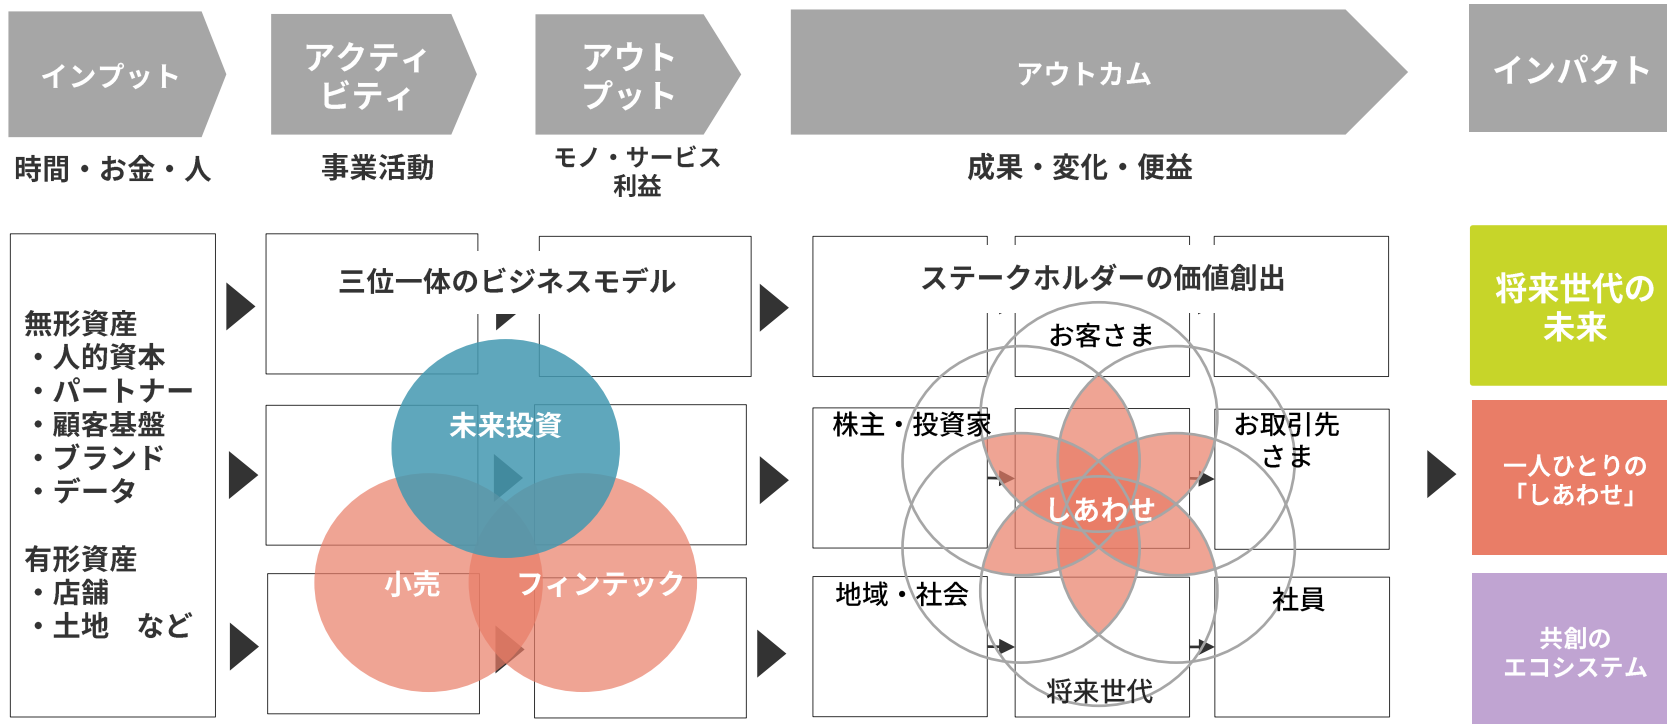 インプット
アクティ
ビティ
アウト
プット
アウトカム
インパクト
時間・お金・人
事業活動
モノ・サービス
利益
成果・変化・便益
無形資産
・人的資本
・パートナー
・顧客基盤
・ブランド
・データ
有形資産
・店舗
・土地　など
三位一体のビジネスモデル
未来投資
小売
フィンテック
ステークホルダーの価値創出
お客さま
株主・投資家
お取引先
さま
しあわせ
地域・社会
社員
将来世代
将来世代の
未来
一人ひとりの
「しあわせ」
共創の
エコシステム